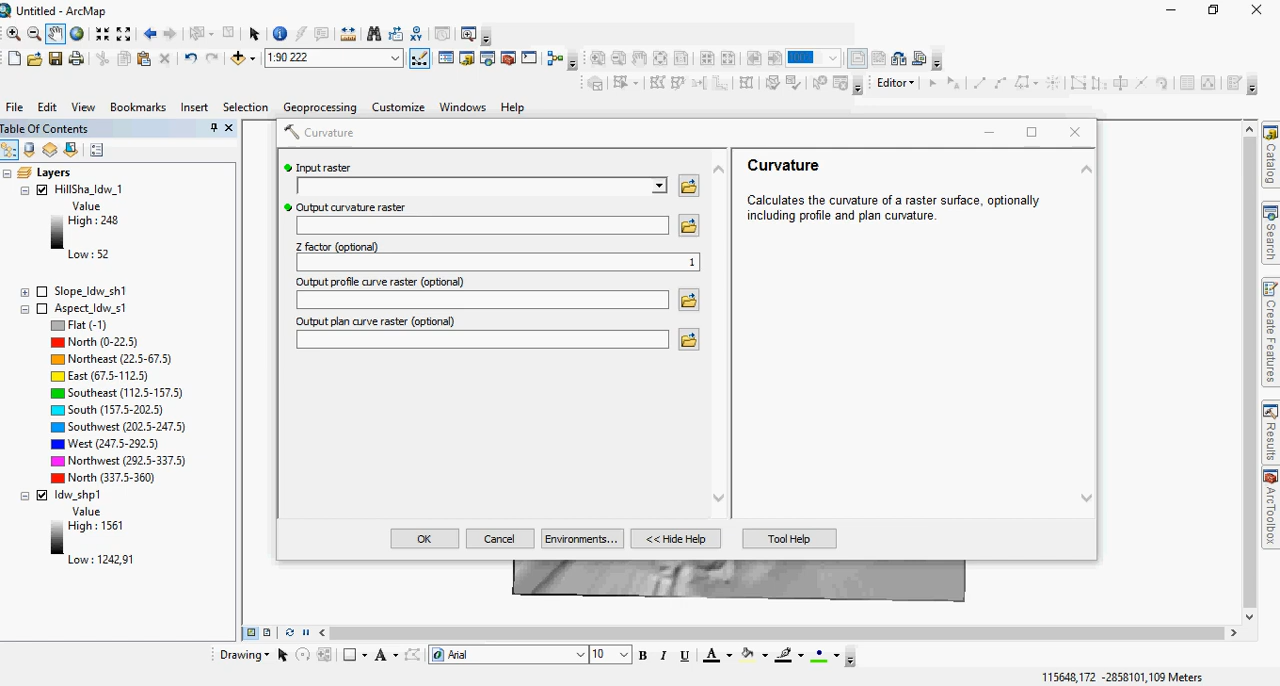 Untitled - ArcMap
1:90 222
Editor
File Edit View Bookmarks Insert Selection Geoprocessing Customize Windows Help
Table Of Contents
Layers
HillSha_Idw_1
Value
High : 248
Low : 52
Slope_Idw_sh1
Aspect_Idw_s1
Flat (-1)
North (0-22.5)
Northeast (22.5-67.5)
East (67.5-112.5)
Southeast (112.5-157.5)
South (157.5-202.5)
Southwest (202.5-247.5)
West (247.5-292.5)
Northwest (292.5-337.5)
North (337.5-360)
Idw_shp1
Value
High : 1561
Low : 1242,91
Curvature
Input raster
Output curvature raster
Z factor (optional)
1
Output profile curve raster (optional)
Output plan curve raster (optional)
OK Cancel Environments... << Hide Help Tool Help
Curvature
Calculates the curvature of a raster surface, optionally
including profile and plan curvature.
Catalog
Search
Create Features
Results
ArcToolbox
Drawing A Arial 10 B I U A
115648,172 -2858101,109 Meters